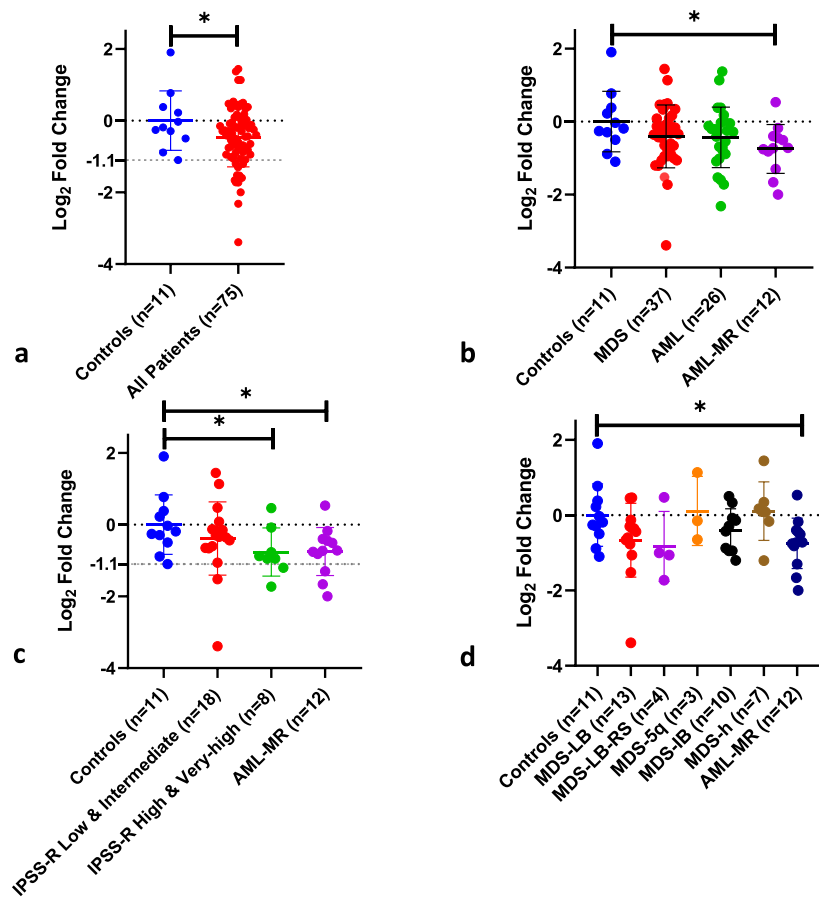 *
2
0
-1.1
-2
-4
Log2 Fold Change
Controls (n=11)
All Patients (n=75)
a
*
2
0
-2
-4
Log2 Fold Change
Controls (n=11)
MDS (n=37)
AML (n=26)
AML-MR (n=12)
b
*
*
2
0
-1.1
-2
-4
Log2 Fold Change
Controls (n=11)
IPSS-R Low & Intermediate (n=18)
IPSS-R High & Very-high (n=8)
AML-MR (n=12)
c
*
2
0
-2
-4
Log2 Fold Change
Controls (n=11)
MDS-LB (n=13)
MDS-LB-RS (n=4)
MDS-5q (n=3)
MDS-IB (n=10)
MDS-h (n=7)
AML-MR (n=12)
d